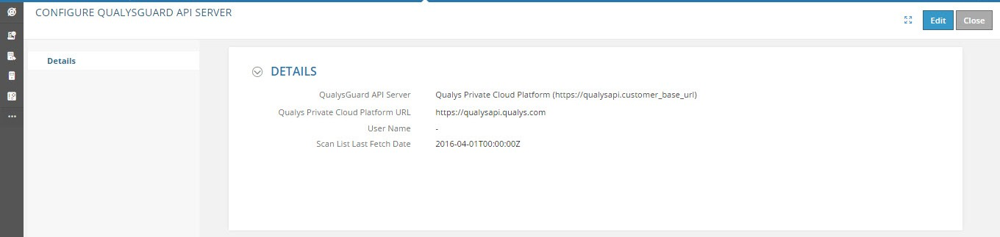 CONFIGURE QUALYSGUARD API SERVER
Edit
Close
Details
DETAILS
QualysGuard API Server Qualys Private Cloud Platform (https://qualysapi.customer_base_url)
Qualys Private Cloud Platform URL https://qualysapi.qualys.com
User Name -
Scan List Last Fetch Date 2016-04-01T00:00:00Z